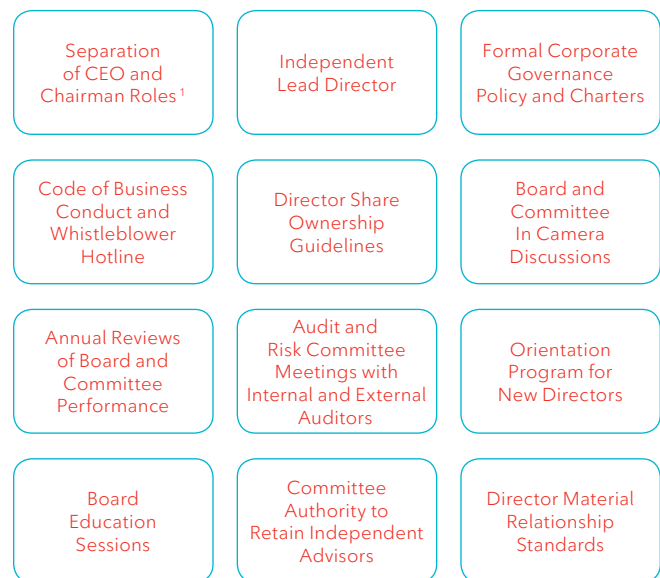 Separation
of CEO and
Chairman Roles ¹
Independent
Lead Director
Formal Corporate
Governance
Policy and Charters
Code of Business
Conduct and
Whistleblower
Hotline
Director Share
Ownership
Guidelines
Board and
Committee
In Camera
Discussions
Annual Reviews
of Board and
Committee
Performance
Audit and
Risk Committee
Meetings with
Internal and External
Auditors
Orientation
Program for
New Directors
Board
Education
Sessions
Committee
Authority to
Retain Independent
Advisors
Director Material
Relationship
Standards